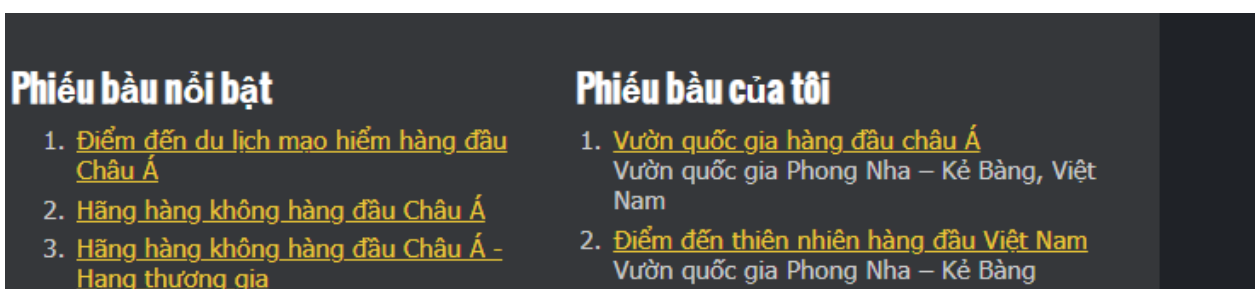 Phiếu bầu nổi bật
1. Điểm đến du lịch mạo hiểm hàng đầu
Châu Á
2. Hãng hàng không hàng đầu Châu Á
3. Hãng hàng không hàng đầu Châu Á -
Hạng thương gia
Phiếu bầu của tôi
1. Vườn quốc gia hàng đầu châu Á
Vườn quốc gia Phong Nha – Kẻ Bàng, Việt
Nam
2. Điểm đến thiên nhiên hàng đầu Việt Nam
Vườn quốc gia Phong Nha – Kẻ Bàng